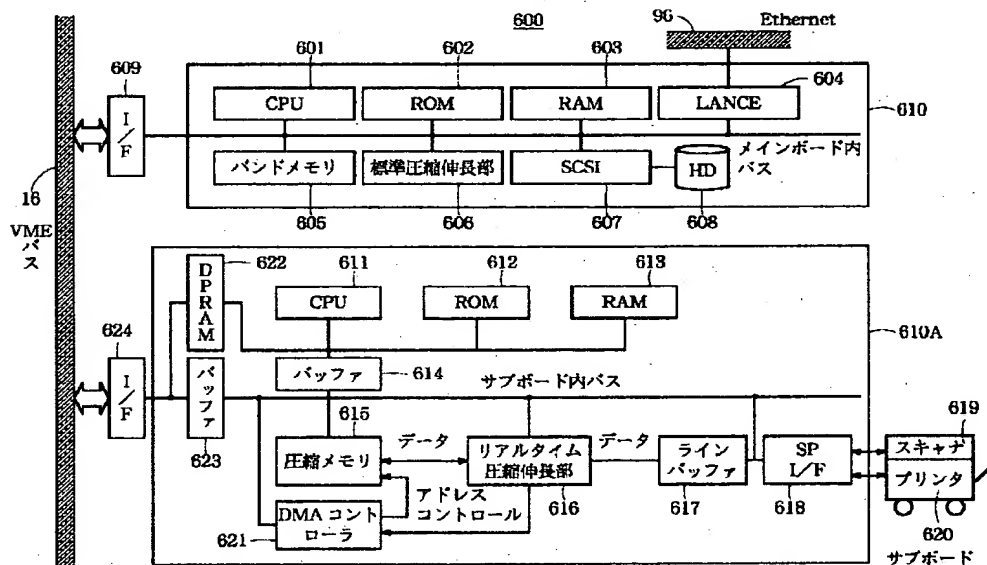 600
96
Ethernet
601
602
603
604
609
610
CPU
ROM
RAM
LANCE
I/F
メインボード内
バス
バンドメモリ
標準圧縮伸長部
SCSI
HD
16
VME
バス
605
606
607
608
622
611
612
613
DPRAM
CPU
ROM
RAM
610A
624
I/F
バッファ
バッファ
614
サブボード内バス
615
623
圧縮メモリ
データ
リアルタイム
圧縮伸長部
データ
ライン
バッファ
SP
I/F
619
スキャナ
プリンタ
アドレス
コントロール
616
617
618
620
DMAコント
ローラ
621
サブボード